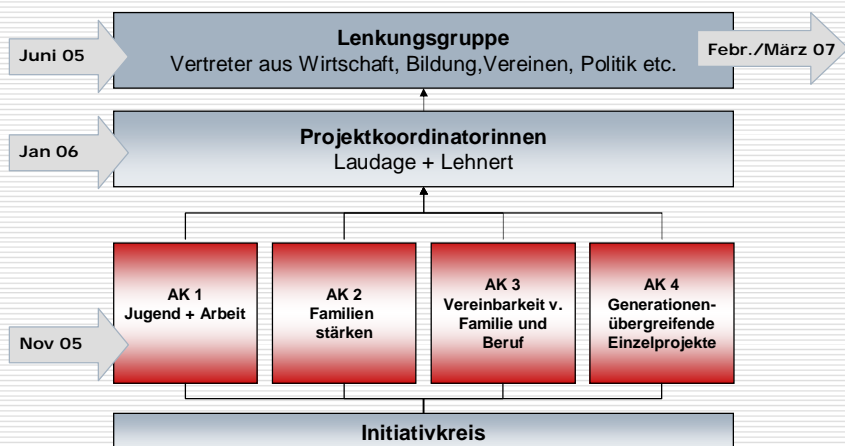 Lenkungsgruppe
Vertreter aus Wirtschaft, Bildung,Vereinen, Politik etc.
Juni 05
Febr./März 07
Projektkoordinatorinnen
Laudage + Lehnert
Jan 06
AK 1
Jugend + Arbeit
AK 2
Familien
stärken
AK 3
Vereinbarkeit v.
Familie und
Beruf
AK 4
Generationen-
übergreifende
Einzelprojekte
Nov 05
Initiativkreis